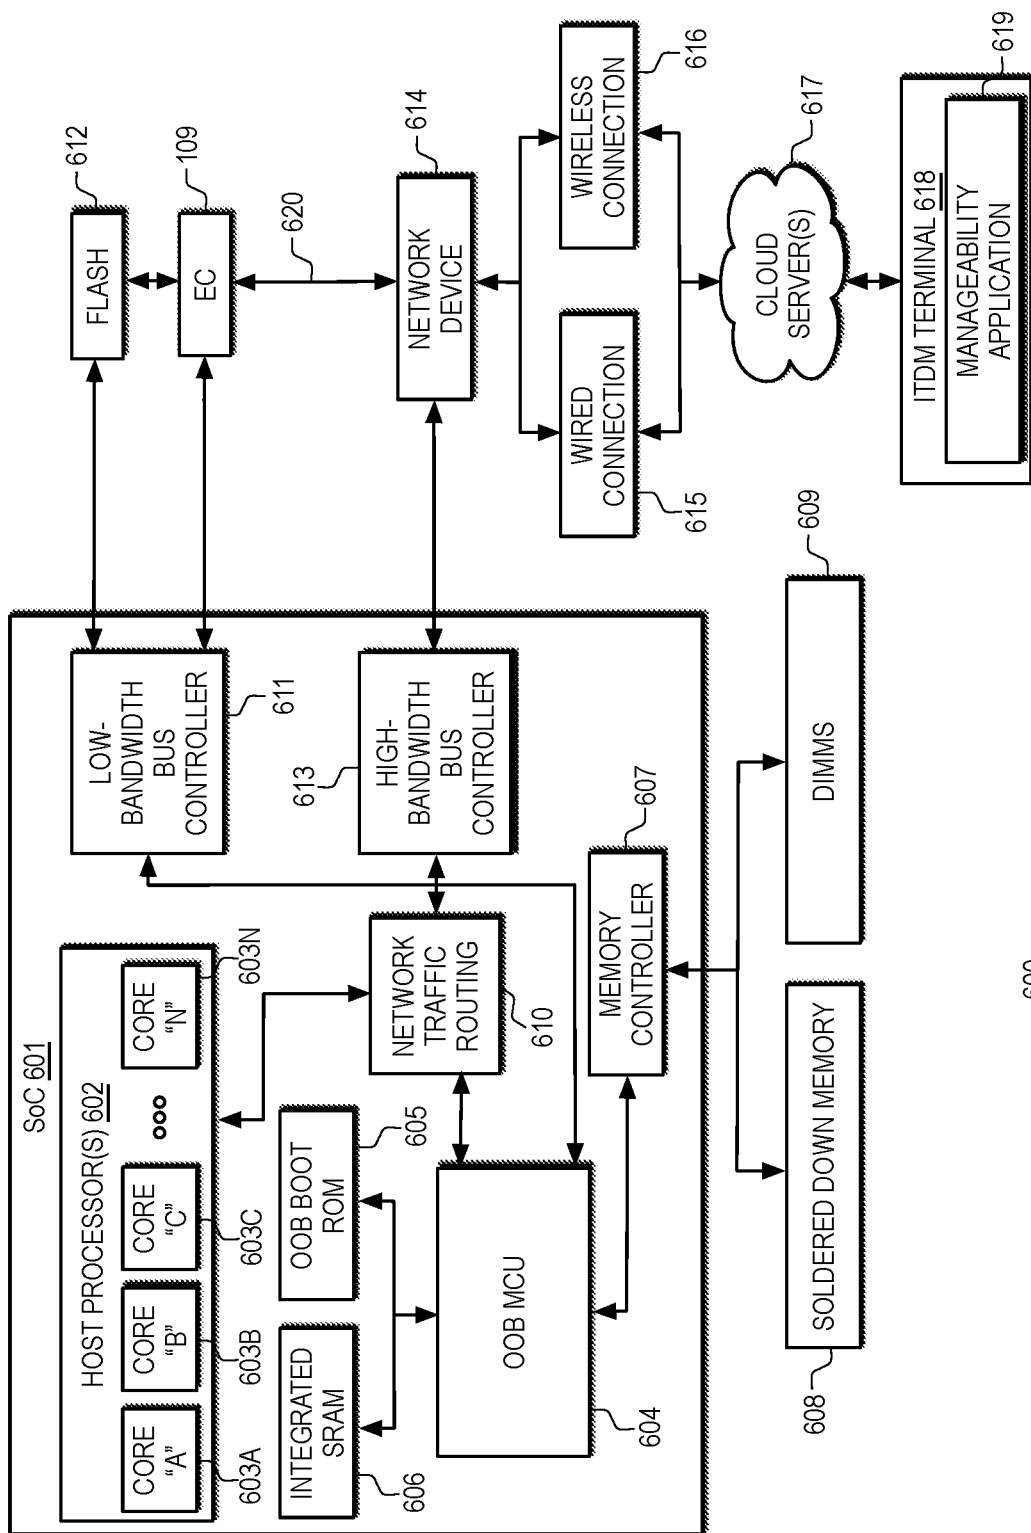 SoC 601
HOST PROCESSOR(S) 602
CORE
"A"
CORE
"B"
CORE
"C"
CORE
"N"
603A
603B
603C
603N
INTEGRATED
SRAM
606
OOB BOOT
ROM
605
OOB MCU
604
NETWORK
TRAFFIC
ROUTING
610
LOW-
BANDWIDTH
BUS
CONTROLLER
611
HIGH-
BANDWIDTH
BUS
CONTROLLER
613
MEMORY
CONTROLLER
607
SOLDERED DOWN MEMORY
608
DIMMS
609
FLASH
612
EC
109
620
NETWORK
DEVICE
614
WIRED
CONNECTION
615
WIRELESS
CONNECTION
616
CLOUD
SERVER(S)
617
ITDM TERMINAL 618
MANAGEABILITY
APPLICATION
619